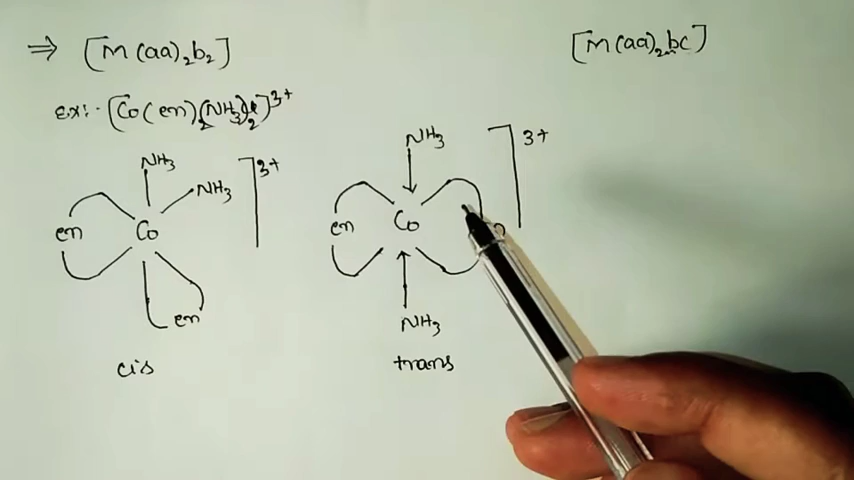 ⇒ [M(aa)₂b₂]
[M(aa)₂bc]
ex:- [Co(en)₂(NH₃)₂]³⁺
NH₃
NH₃
]³⁺
en
Co
en
cis
NH₃
]3+
en
Co
NH₃
trans